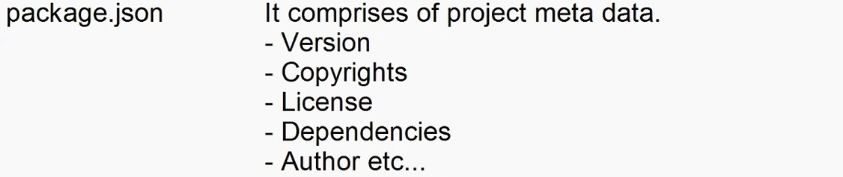 package.json It comprises of project meta data.
- Version
- Copyrights
- License
- Dependencies
- Author etc...